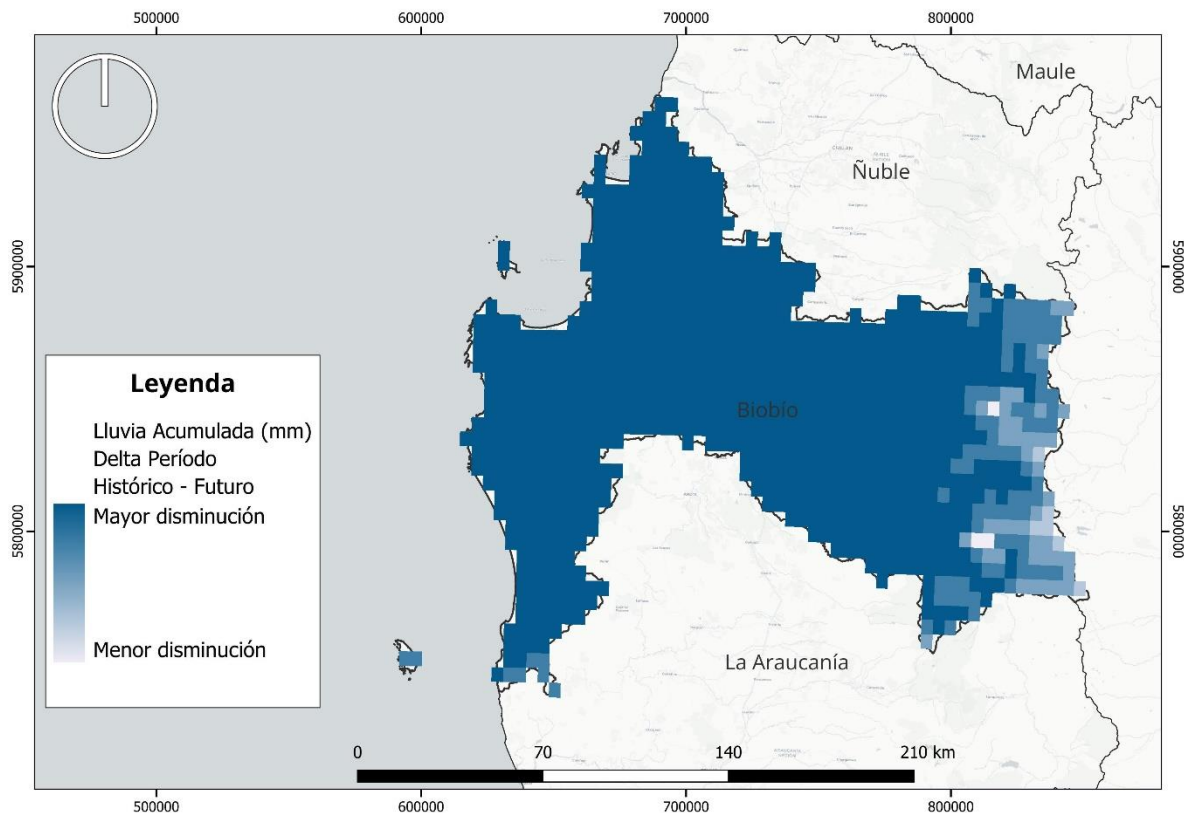 500000 600000 700000 800000
Maule
Ñuble
5900000 5900000
Leyenda
Lluvia Acumulada (mm)
Delta Período
Histórico - Futuro
Mayor disminución
Menor disminución
Biobío
5800000 5800000
La Araucanía
0 70 140 210 km
500000 600000 700000 800000